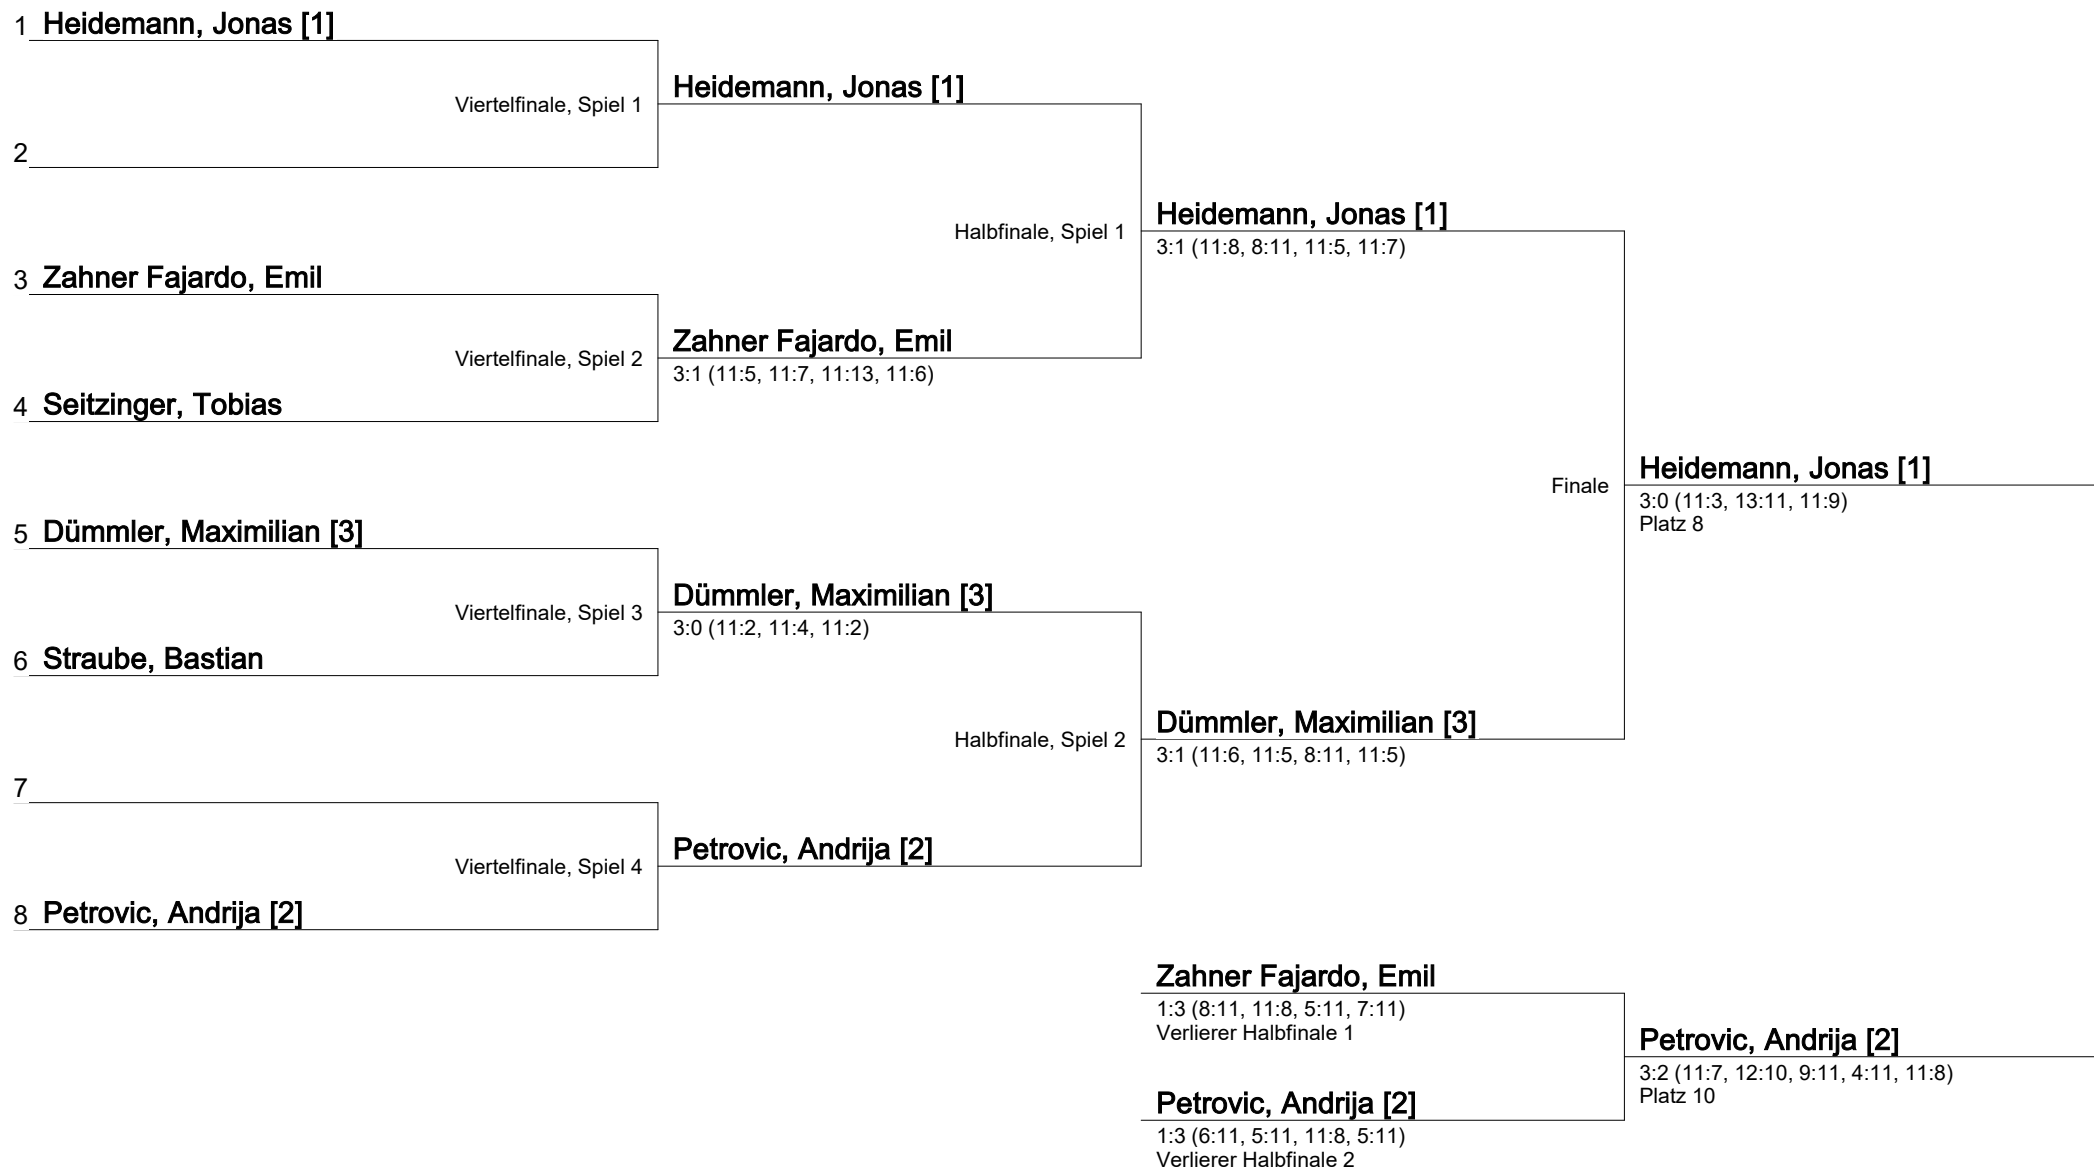 1 Heidemann, Jonas [1]
Viertelfinale, Spiel 1
Heidemann, Jonas [1]
2
Halbfinale, Spiel 1
Heidemann, Jonas [1]
3:1 (11:8, 8:11, 11:5, 11:7)
3 Zahner Fajardo, Emil
Viertelfinale, Spiel 2
Zahner Fajardo, Emil
3:1 (11:5, 11:7, 11:13, 11:6)
4 Seitzinger, Tobias
Finale
Heidemann, Jonas [1]
3:0 (11:3, 13:11, 11:9)
Platz 8
5 Dümmler, Maximilian [3]
Viertelfinale, Spiel 3
Dümmler, Maximilian [3]
3:0 (11:2, 11:4, 11:2)
6 Straube, Bastian
Halbfinale, Spiel 2
Dümmler, Maximilian [3]
3:1 (11:6, 11:5, 8:11, 11:5)
7
Viertelfinale, Spiel 4
Petrovic, Andrija [2]
8 Petrovic, Andrija [2]
Zahner Fajardo, Emil
1:3 (8:11, 11:8, 5:11, 7:11)
Verlierer Halbfinale 1
Petrovic, Andrija [2]
3:2 (11:7, 12:10, 9:11, 4:11, 11:8)
Platz 10
Petrovic, Andrija [2]
1:3 (6:11, 5:11, 11:8, 5:11)
Verlierer Halbfinale 2